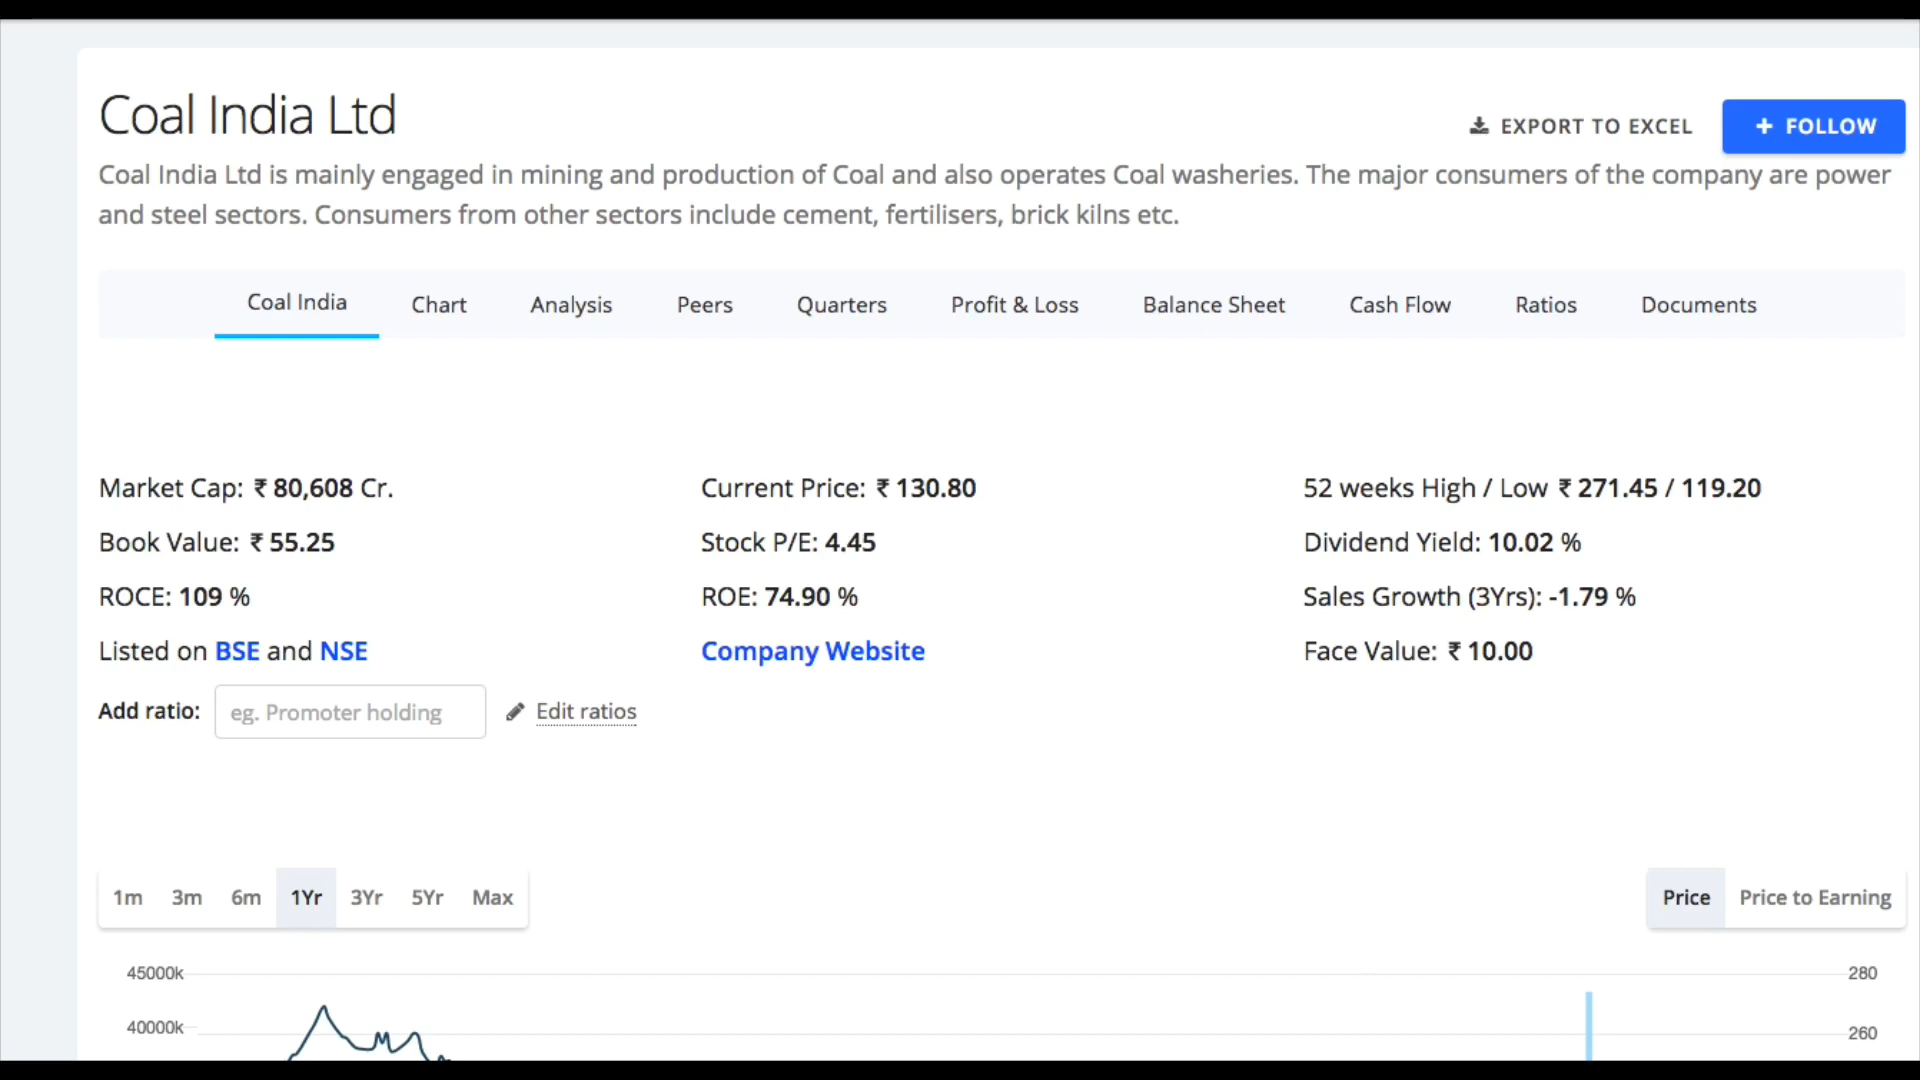 Coal India Ltd
EXPORT TO EXCEL
+ FOLLOW
Coal India Ltd is mainly engaged in mining and production of Coal and also operates Coal washeries. The major consumers of the company are power
and steel sectors. Consumers from other sectors include cement, fertilisers, brick kilns etc.
Coal India Chart Analysis Peers Quarters Profit & Loss Balance Sheet Cash Flow Ratios Documents
Market Cap: ₹ 80,608 Cr. Current Price: ₹ 130.80 52 weeks High / Low ₹ 271.45 / 119.20
Book Value: ₹ 55.25 Stock P/E: 4.45 Dividend Yield: 10.02 %
ROCE: 109 % ROE: 74.90 % Sales Growth (3Yrs): -1.79 %
Listed on BSE and NSE Company Website Face Value: ₹ 10.00
Add ratio: eg. Promoter holding Edit ratios
1m 3m 6m 1Yr 3Yr 5Yr Max Price Price to Earning
45000k 280
40000k 260